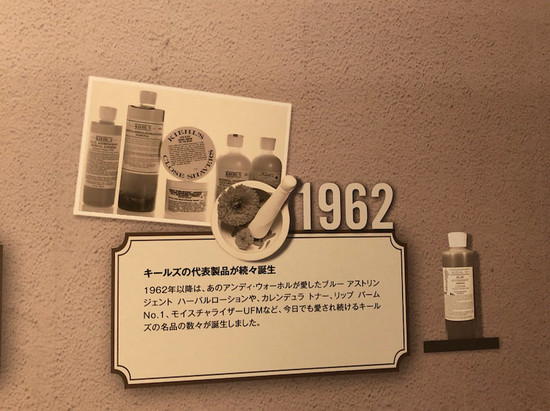 KIEHL'S
CLOSE SHAVERS
1962
キールズの代表製品が続々誕生
1962年以降は、あのアンディ・ウォーホルが愛したブルー アストリン
ジェント ハーバルローションや、カレンデュラ トナー、リップ バーム
No.1、モイスチャライザーUFMなど、今日でも愛され続けるキール
ズの名品の数々が誕生しました。